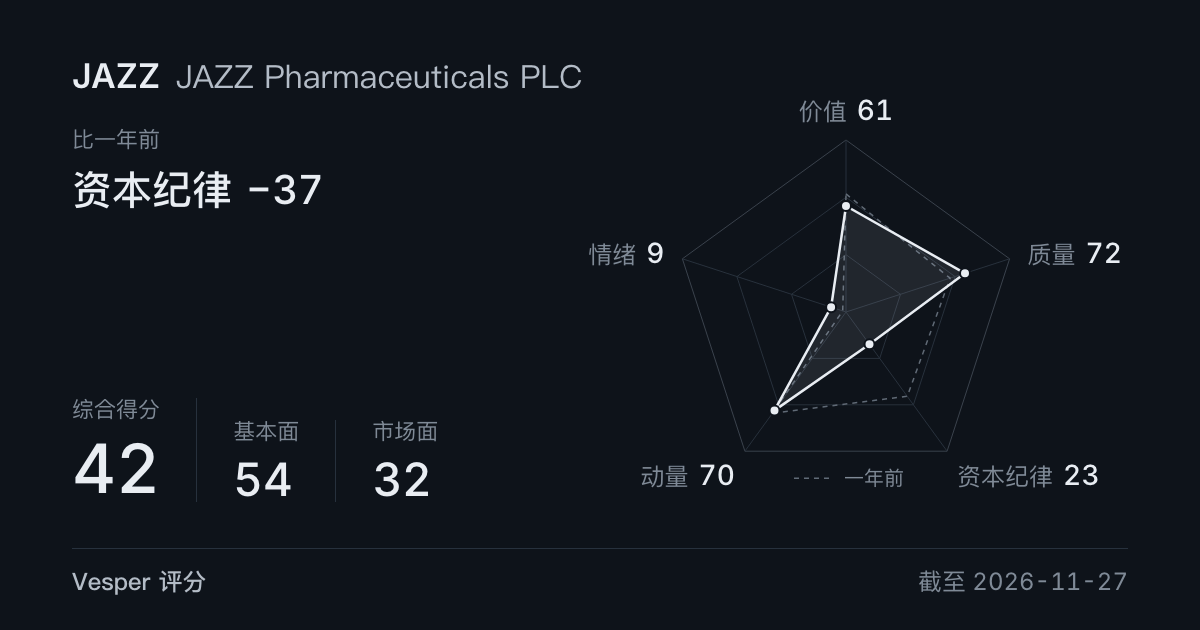 JAZZ JAZZ Pharmaceuticals PLC
比一年前
资本纪律 −37
价值 61
情绪 9
质量 72
动量 70
一年前
资本纪律 23
综合得分
42
基本面
54
市场面
32
Vesper 评分
截至 2026-11-27